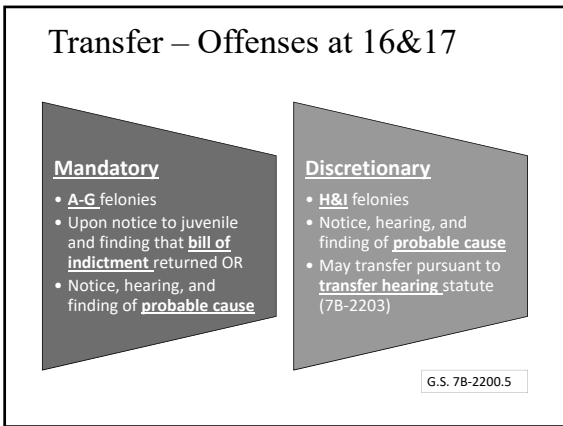 Transfer – Offenses at 16&17
Mandatory
• A-G felonies
• Upon notice to juvenile
and finding that bill of
indictment returned OR
• Notice, hearing, and
finding of probable cause
Discretionary
• H&I felonies
• Notice, hearing, and
finding of probable cause
• May transfer pursuant to
transfer hearing statute
(7B-2203)
G.S. 7B-2200.5